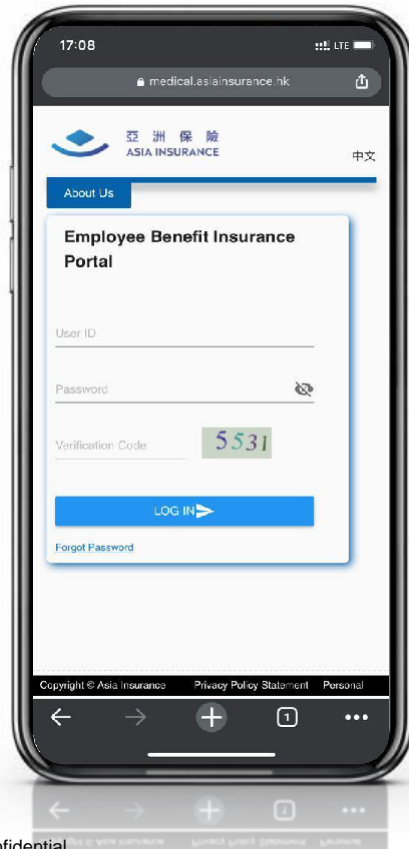 17:08
LTE
medical.asiainsurance.hk
亞洲保險
ASIA INSURANCE
中文
About Us
Employee Benefit Insurance
Portal
User ID
Password
Verification Code
5531
LOG IN
Forgot Password
Copyright © Asia Insurance Privacy Policy Statement Personal
1
nfidential